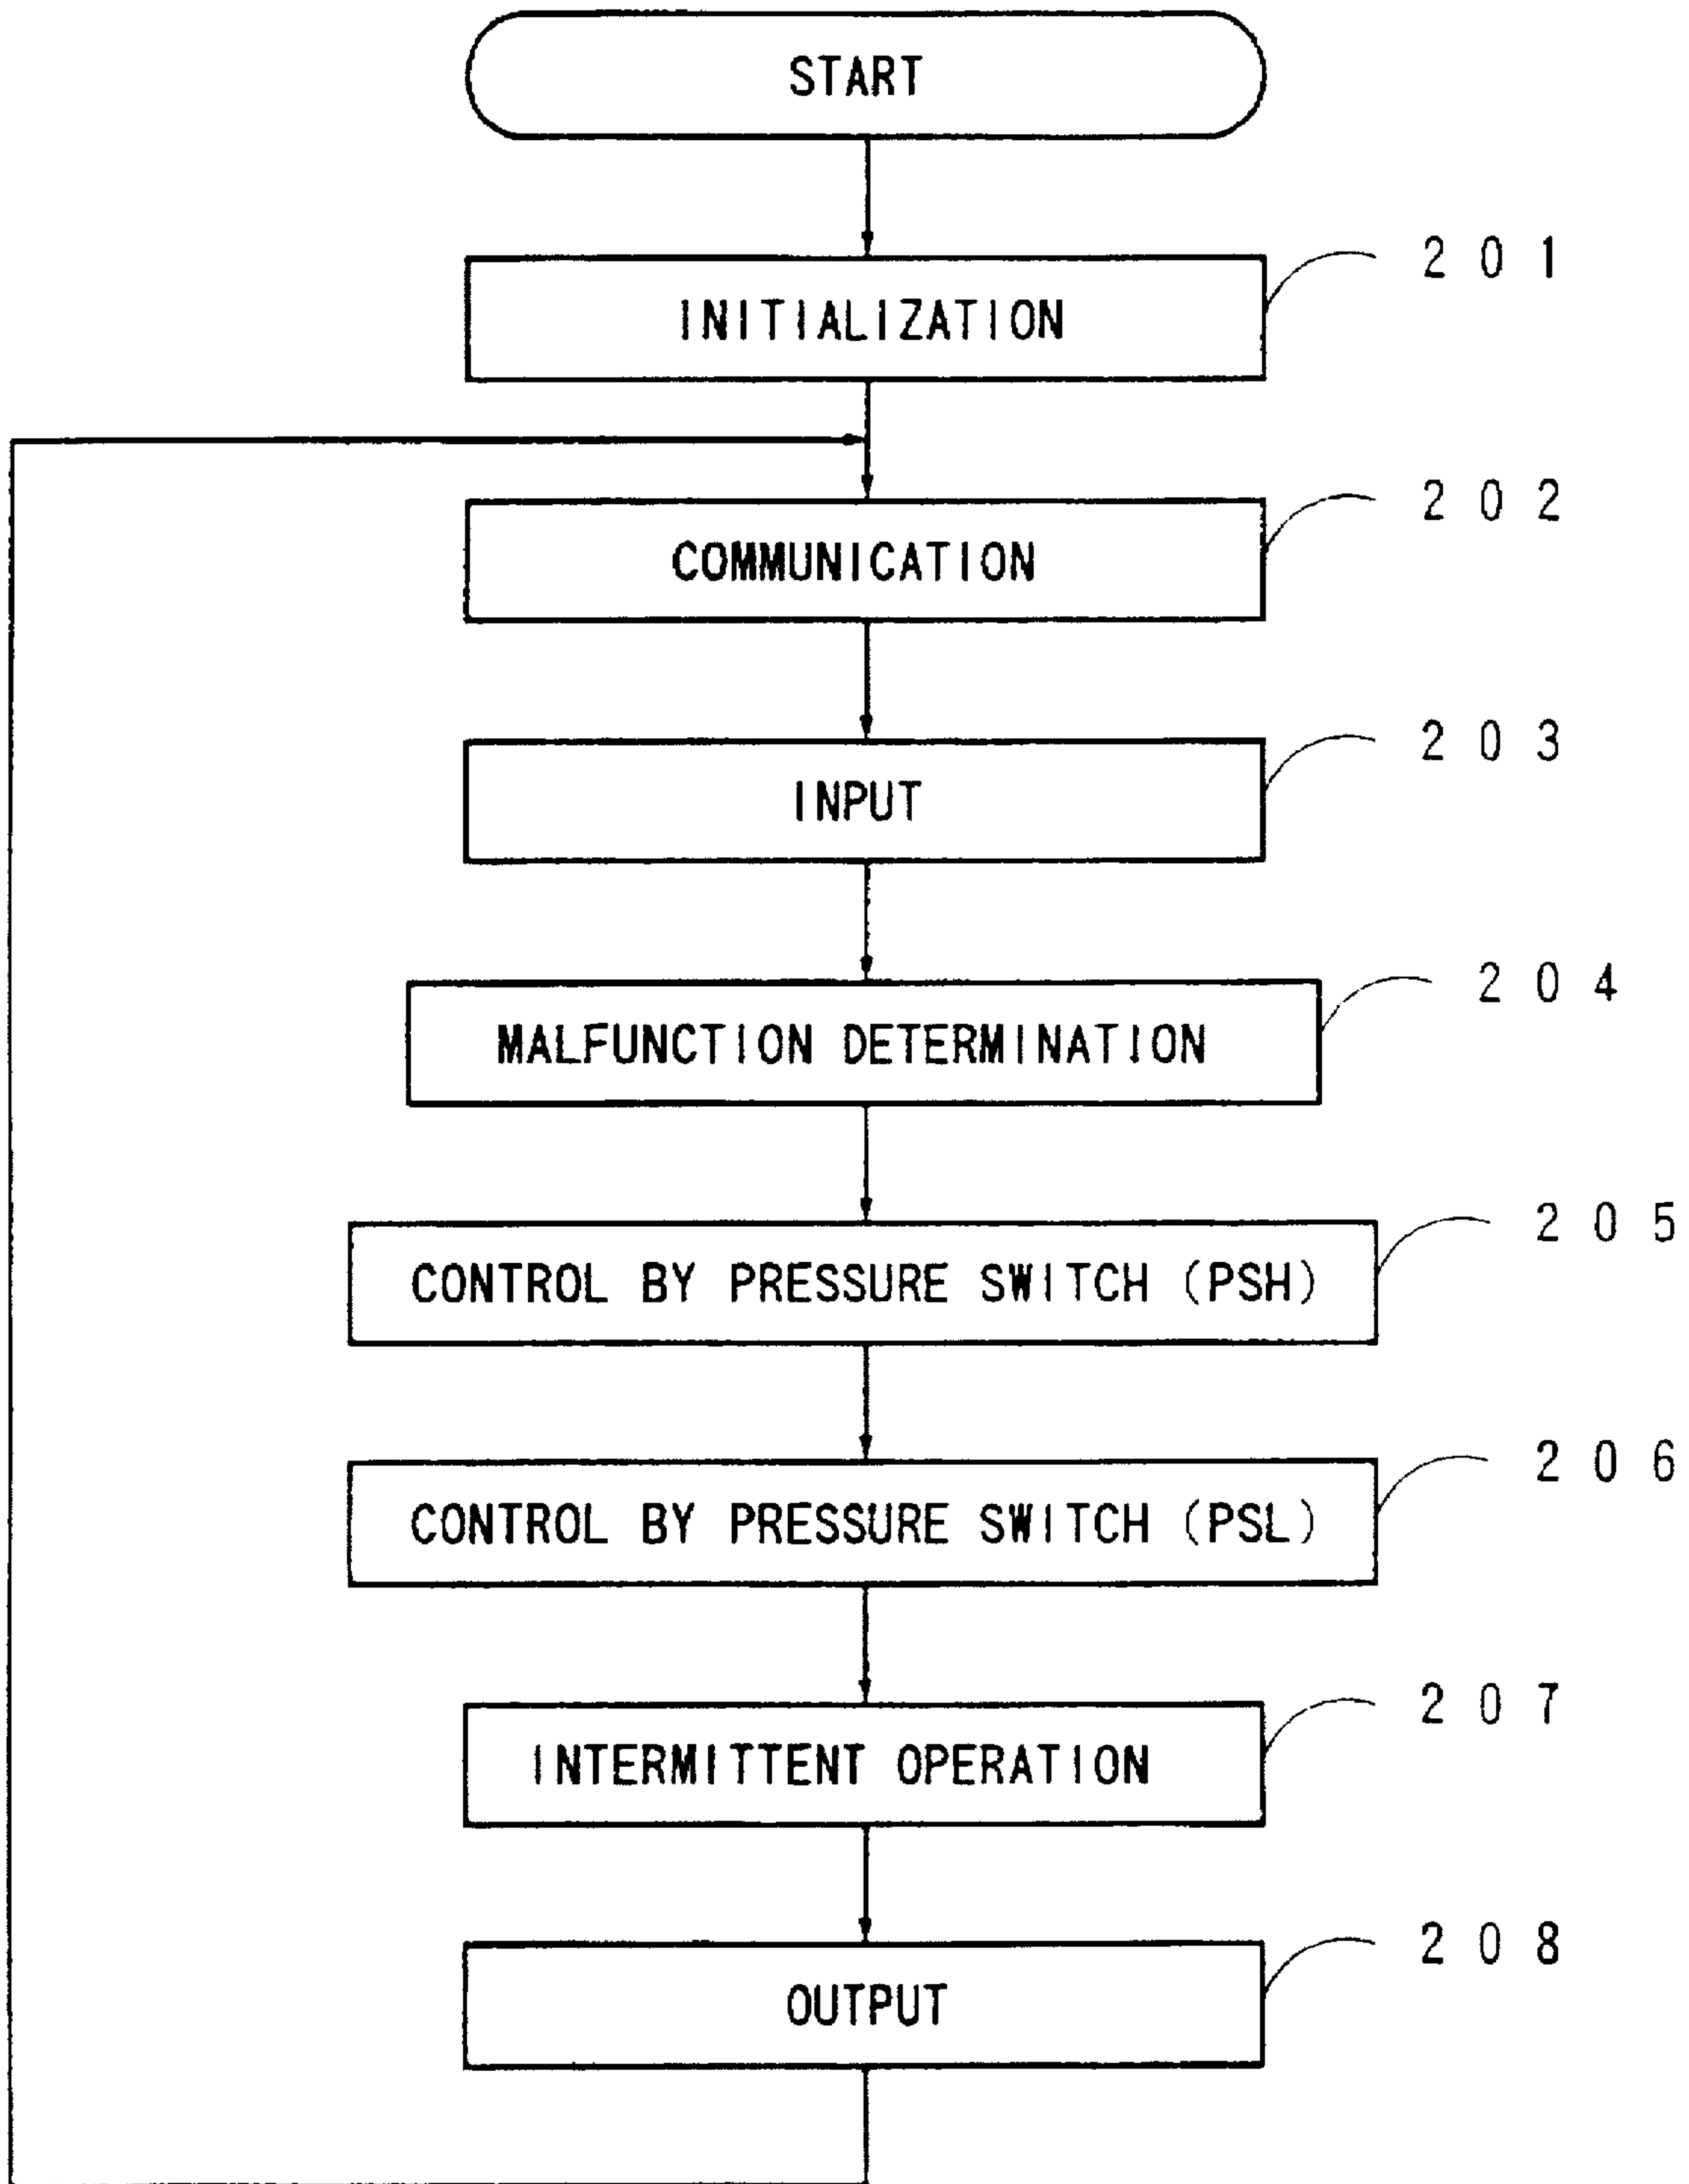 START
201
INITIALIZATION
202
COMMUNICATION
203
INPUT
204
MALFUNCTION DETERMINATION
205
CONTROL BY PRESSURE SWITCH (PSH)
206
CONTROL BY PRESSURE SWITCH (PSL)
207
INTERMITTENT OPERATION
208
OUTPUT